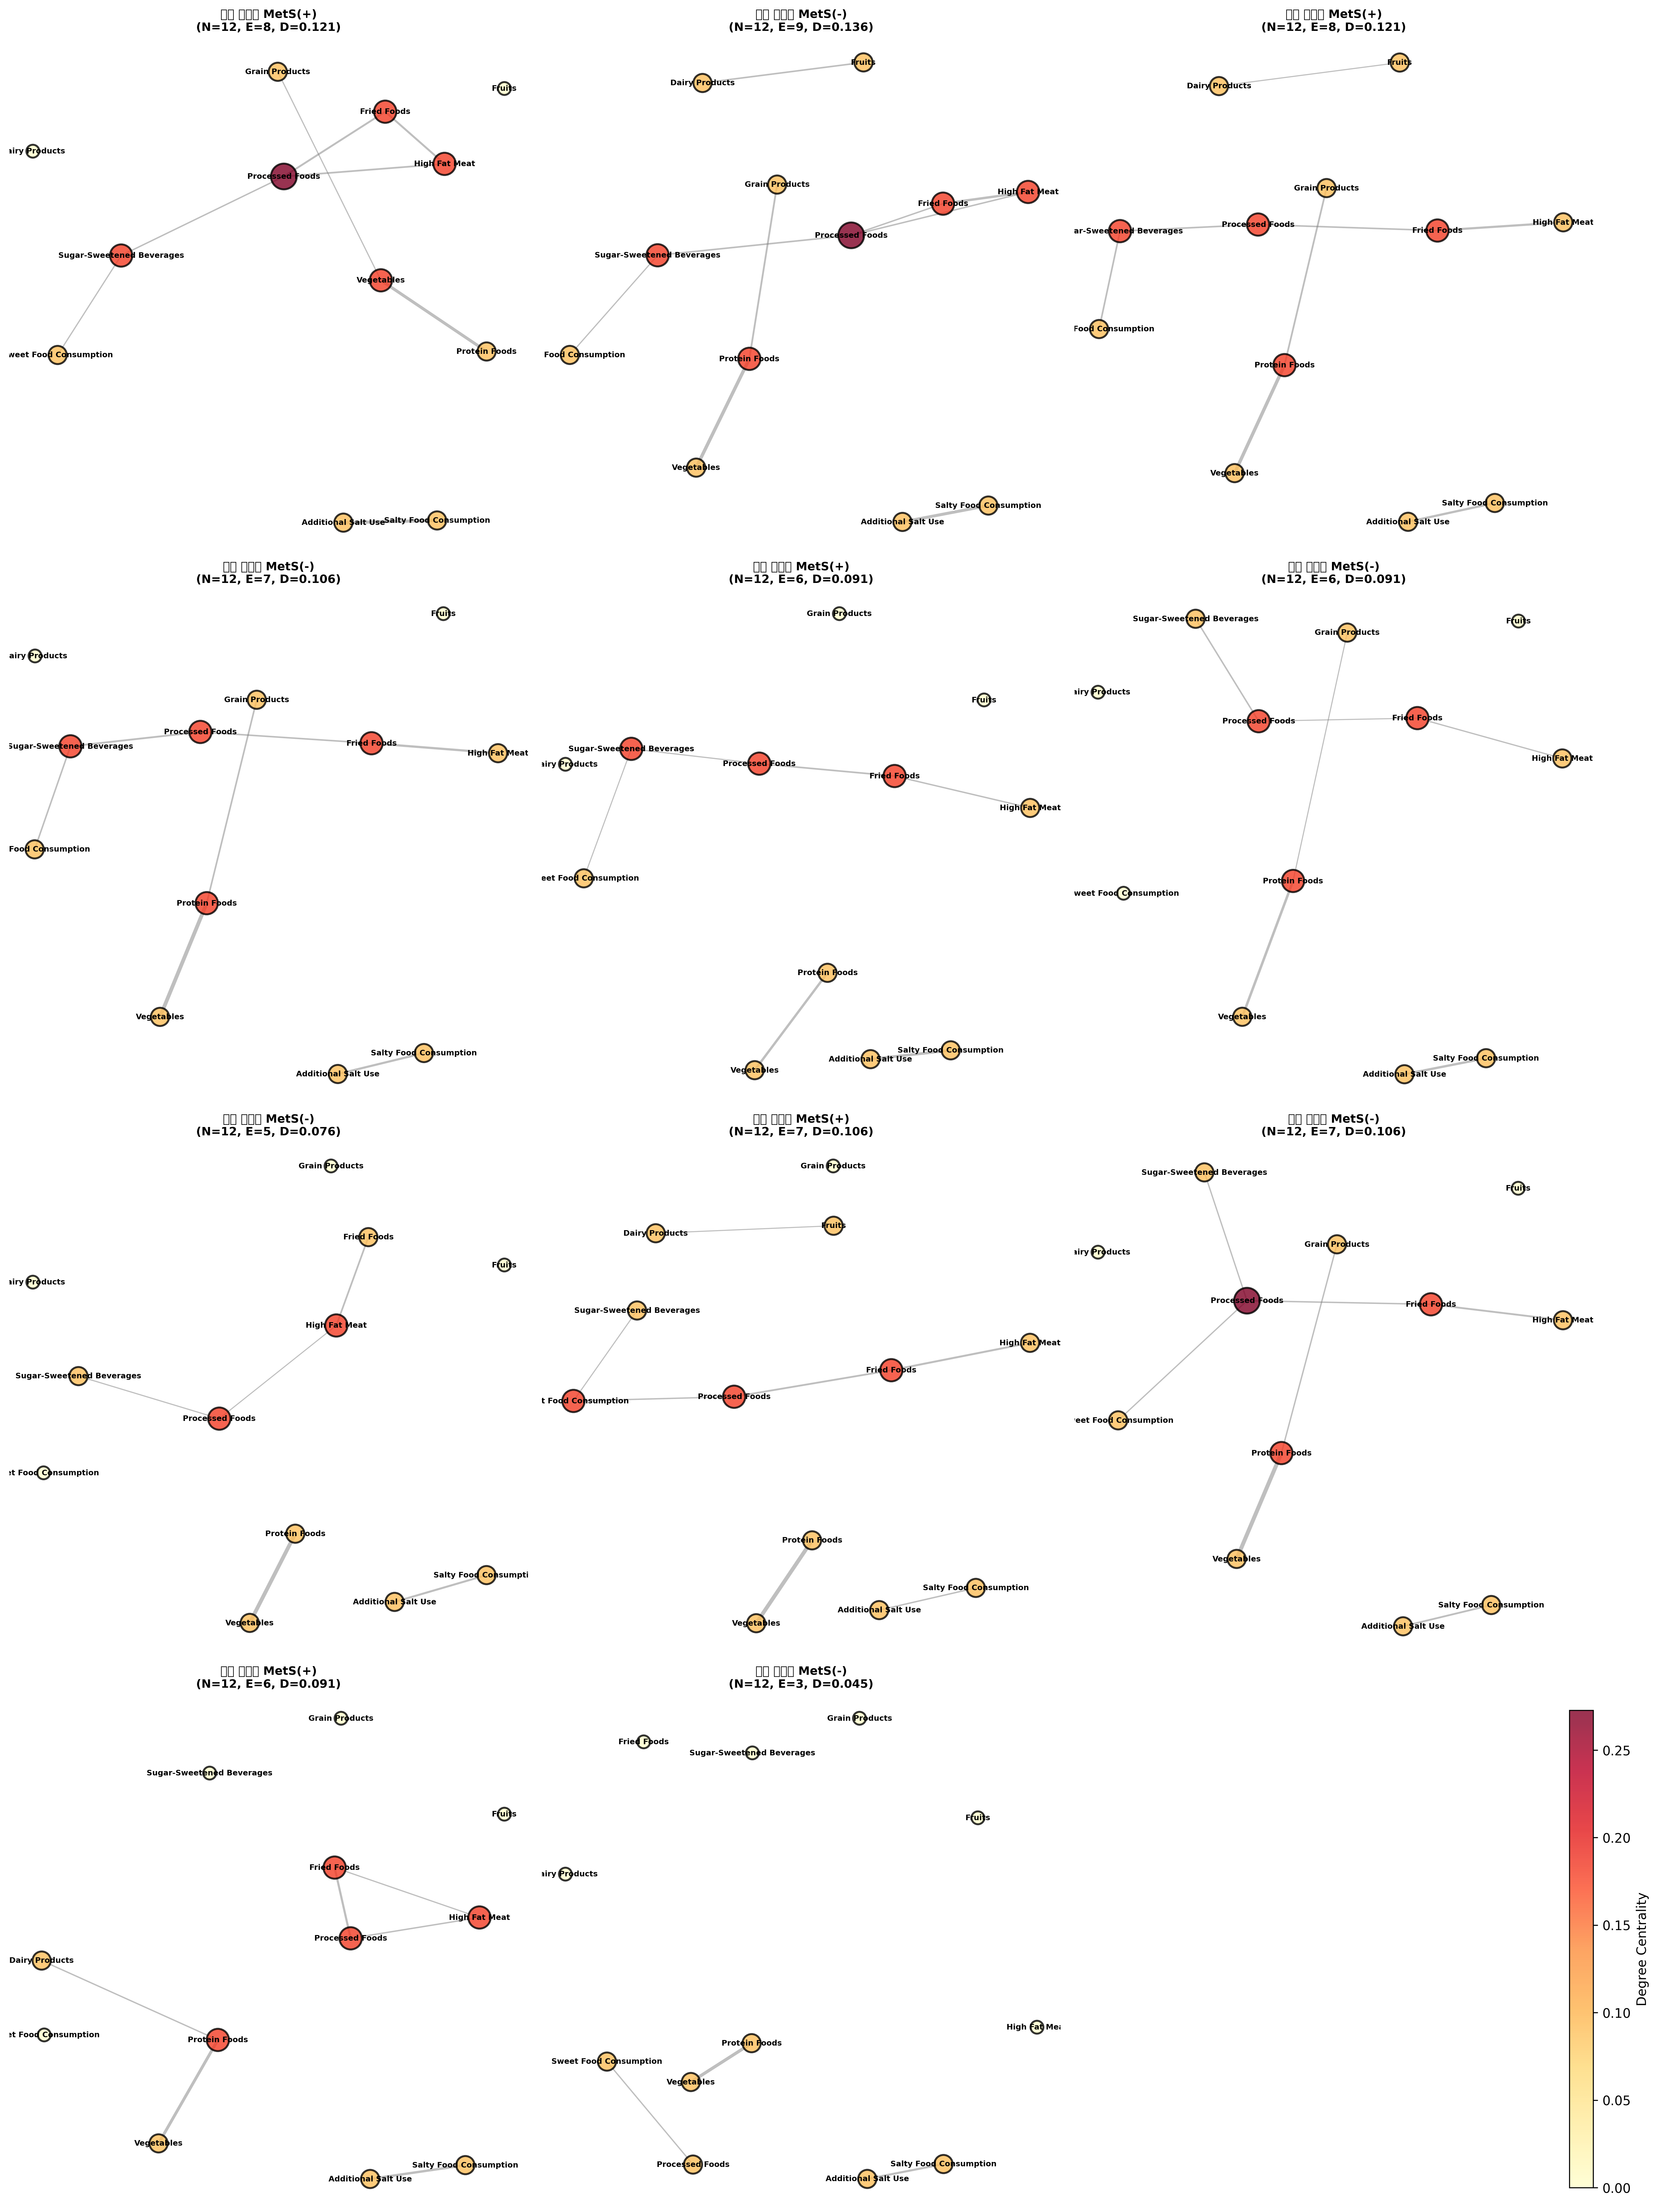 MetS(+)
(N=12, E=8, D=0.121)
Grain Products
Fruits
Fried Foods
airy Products
High Fat Meat
Processed Foods
Sugar-Sweetened Beverages
Vegetables
Protein Foods
weet Food Consumption
Additional Salt Use
Salty Food Consumption
MetS(-)
(N=12, E=9, D=0.136)
Fruits
Dairy Products
Grain Products
High Fat Meat
Fried Foods
Processed Foods
Sugar-Sweetened Beverages
Food Consumption
Protein Foods
Vegetables
Salty Food Consumption
Additional Salt Use
MetS(+)
(N=12, E=8, D=0.121)
Fruits
Dairy Products
Grain Products
High Fat Meat
Processed Foods
ar-Sweetened Beverages
Fried Foods
Food Consumption
Protein Foods
Vegetables
Salty Food Consumption
Additional Salt Use
MetS(-)
(N=12, E=7, D=0.106)
Fruits
airy Products
Grain Products
Processed Foods
Sugar-Sweetened Beverages
Fried Foods
High Fat Meat
Food Consumption
Protein Foods
Vegetables
Salty Food Consumption
Additional Salt Use
MetS(+)
(N=12, E=6, D=0.091)
Grain Products
Fruits
Sugar-Sweetened Beverages
airy Products
Processed Foods
Fried Foods
High Fat Meat
eet Food Consumption
Protein Foods
Salty Food Consumption
Additional Salt Use
Vegetables
MetS(-)
(N=12, E=6, D=0.091)
Sugar-Sweetened Beverages
Fruits
Grain Products
airy Products
Processed Foods
Fried Foods
High Fat Meat
Protein Foods
weet Food Consumption
Vegetables
Salty Food Consumption
Additional Salt Use
MetS(-)
(N=12, E=5, D=0.076)
Grain Products
Fried Foods
Fruits
airy Products
High Fat Meat
Sugar-Sweetened Beverages
Processed Foods
et Food Consumption
Protein Foods
Salty Food Consumpti
Additional Salt Use
Vegetables
MetS(+)
(N=12, E=7, D=0.106)
Grain Products
Fruits
Dairy Products
Sugar-Sweetened Beverages
High Fat Meat
Fried Foods
Processed Foods
t Food Consumption
Protein Foods
Salty Food Consumption
Additional Salt Use
Vegetables
MetS(-)
(N=12, E=7, D=0.106)
Sugar-Sweetened Beverages
Fruits
Grain Products
airy Products
Processed Foods
Fried Foods
High Fat Meat
eet Food Consumption
Protein Foods
Vegetables
Salty Food Consumption
Additional Salt Use
MetS(+)
(N=12, E=6, D=0.091)
Grain Products
Sugar-Sweetened Beverages
Fruits
Fried Foods
High Fat Meat
Processed Foods
Dairy Products
et Food Consumption
Protein Foods
Vegetables
Salty Food Consumption
Additional Salt Use
MetS(-)
(N=12, E=3, D=0.045)
Grain Products
Fried Foods
Sugar-Sweetened Beverages
Fruits
airy Products
High Fat Mea
Protein Foods
Sweet Food Consumption
Vegetables
Processed Foods
Salty Food Consumption
Additional Salt Use
0.25
0.20
0.15
0.10
0.05
0.00
Degree Centrality